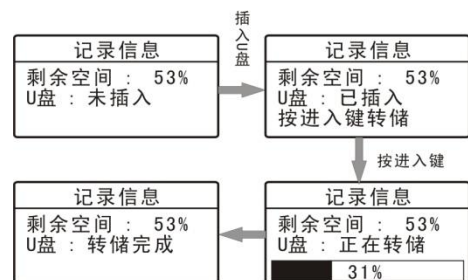 记录信息
剩余空间： 53%
U盘：未插入
插入U盘
记录信息
剩余空间： 53%
U盘：已插入
按进入键转储
按进入键
记录信息
剩余空间： 53%
U盘：正在转储
31%
记录信息
剩余空间： 53%
U盘：转储完成